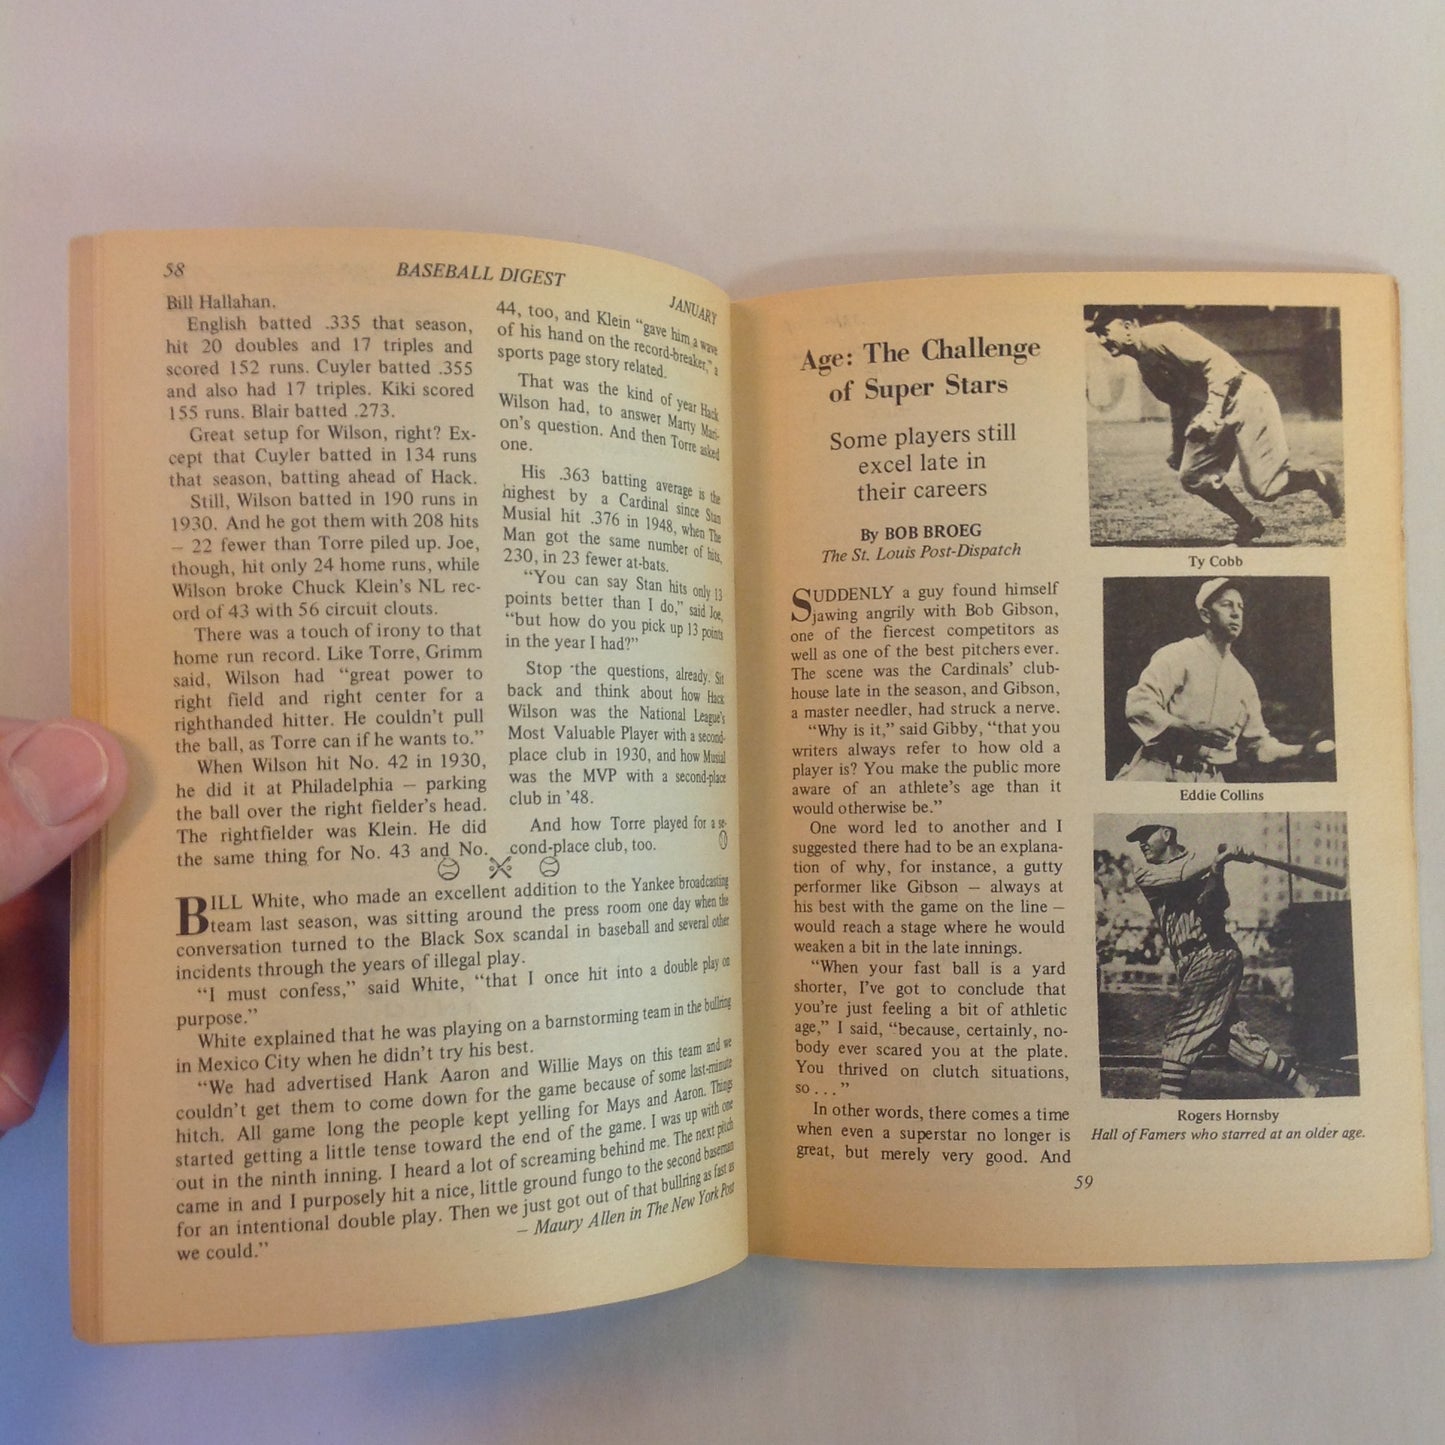 58
BASEBALL DIGEST
JANUARY
Bill Hallahan.
English batted .335 that season,
hit 20 doubles and 17 triples and
scored 152 runs. Cuyler batted .355
and also had 17 triples. Kiki scored
155 runs. Blair batted .273.
Great setup for Wilson, right? Ex-
cept that Cuyler batted in 134 runs
that season, batting ahead of Hack.
Still, Wilson batted in 190 runs in
1930. And he got them with 208 hits
— 22 fewer than Torre piled up. Joe,
though, hit only 24 home runs, while
Wilson broke Chuck Klein's NL rec-
ord of 43 with 56 circuit clouts.
There was a touch of irony to that
home run record. Like Torre, Grimm
said, Wilson had "great power to
right field and right center for a
righthanded hitter. He couldn't pull
the ball, as Torre can if he wants to."
When Wilson hit No. 42 in 1930,
he did it at Philadelphia — parking
the ball over the right fielder's head.
The rightfielder was Klein. He did
the same thing for No. 43 and No.
44, too, and Klein "gave him a wave
of his hand on the record-breaker," a
sports page story related.
That was the kind of year Hack
Wilson had, to answer Marty Mari-
on's question. And then Torre asked
one.
His .363 batting average is the
highest by a Cardinal since Stan
Musial hit .376 in 1948, when The
Man got the same number of hits,
230, in 23 fewer at-bats.
"You can say Stan hits only 13
points better than I do," said Joe,
"but how do you pick up 13 points
in the year I had?"
Stop the questions, already. Sit
back and think about how Hack
Wilson was the National League's
Most Valuable Player with a second-
place club in 1930, and how Musial
was the MVP with a second-place
club in '48.
And how Torre played for a se-
cond-place club, too.
BILL White, who made an excellent addition to the Yankee broadcasting
team last season, was sitting around the press room one day when the
conversation turned to the Black Sox scandal in baseball and several other
incidents through the years of illegal play.
"I must confess," said White, "that I once hit into a double play on
purpose."
White explained that he was playing on a barnstorming team in the bullring
in Mexico City when he didn't try his best.
"We had advertised Hank Aaron and Willie Mays on this team and we
couldn't get them to come down for the game because of some last-minute
hitch. All game long the people kept yelling for Mays and Aaron. Things
started getting a little tense toward the end of the game. I was up with one
out in the ninth inning. I heard a lot of screaming behind me. The next pitch
came in and I purposely hit a nice, little ground fungo to the second baseman
for an intentional double play. Then we just got out of that bullring as fast as
we could."
— Maury Allen in The New York Post
Age: The Challenge
of Super Stars
Some players still
excel late in
their careers
By BOB BROEG
The St. Louis Post-Dispatch
SUDDENLY a guy found himself
jawing angrily with Bob Gibson,
one of the fiercest competitors as
well as one of the best pitchers ever.
The scene was the Cardinals' club-
house late in the season, and Gibson,
a master needler, had struck a nerve.
"Why is it," said Gibby, "that you
writers always refer to how old a
player is? You make the public more
aware of an athlete's age than it
would otherwise be."
One word led to another and I
suggested there had to be an explana-
tion of why, for instance, a gutty
performer like Gibson — always at
his best with the game on the line —
would reach a stage where he would
weaken a bit in the late innings.
"When your fast ball is a yard
shorter, I've got to conclude that
you're just feeling a bit of athletic
age," I said, "because, certainly, no-
body ever scared you at the plate.
You thrived on clutch situations,
so . . ."
In other words, there comes a time
when even a superstar no longer is
great, but merely very good. And
Ty Cobb
Eddie Collins
Rogers Hornsby
Hall of Famers who starred at an older age.
59